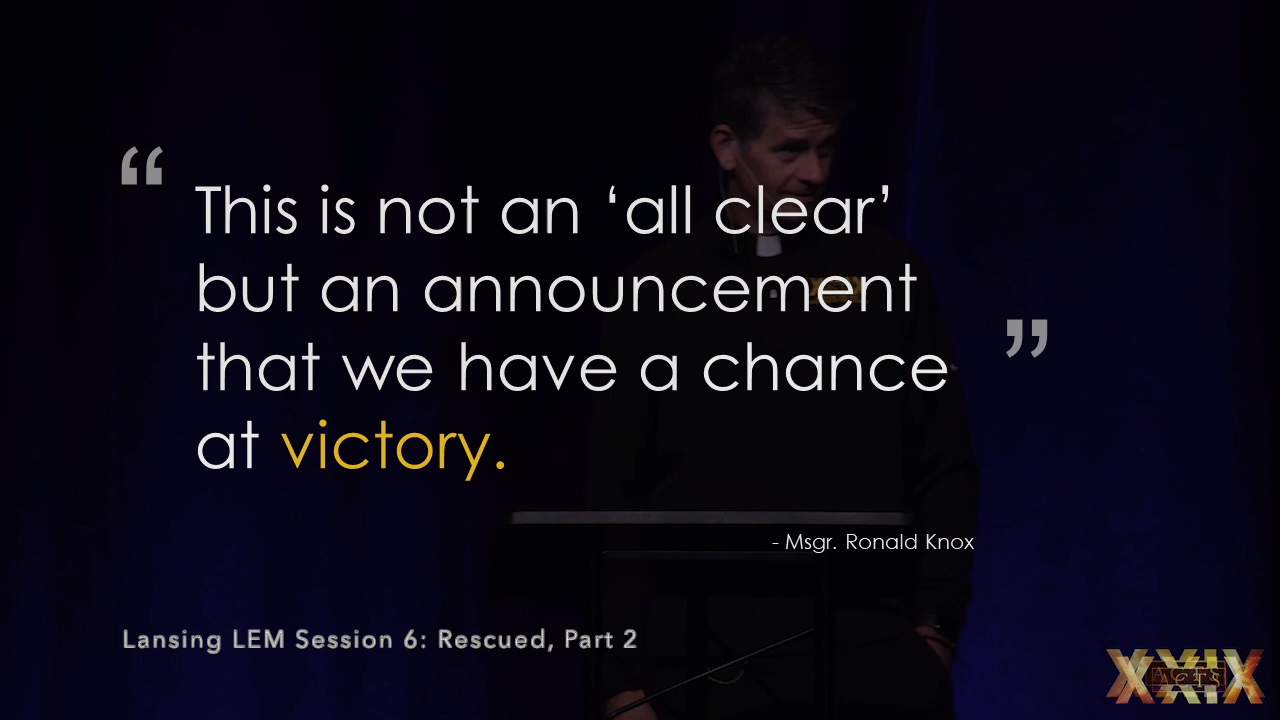 “
This is not an ‘all clear’
but an announcement
that we have a chance
at victory.
”
- Msgr. Ronald Knox
Lansing LEM Session 6: Rescued, Part 2
XXIX
ACTS